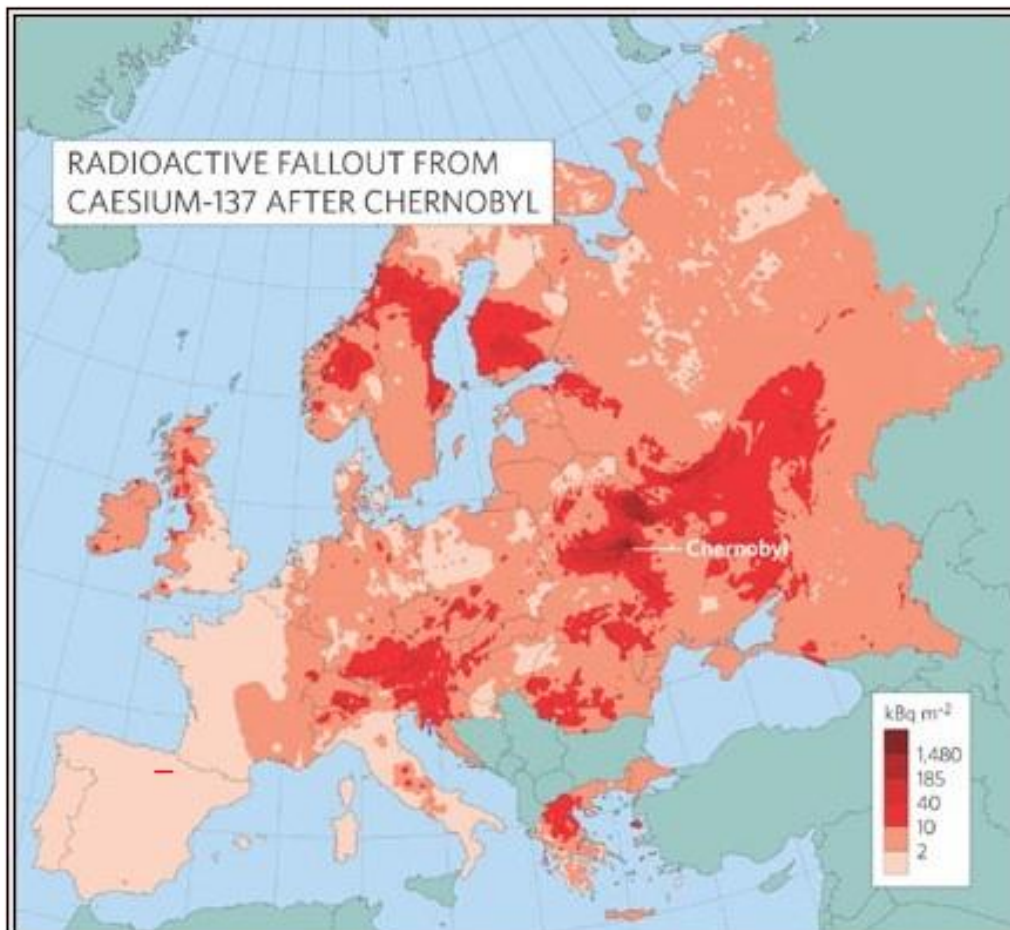 RADIOACTIVE FALLOUT FROM
CAESIUM-137 AFTER CHERNOBYL
Chernobyl
kBq m⁻²
1,480
185
40
10
2